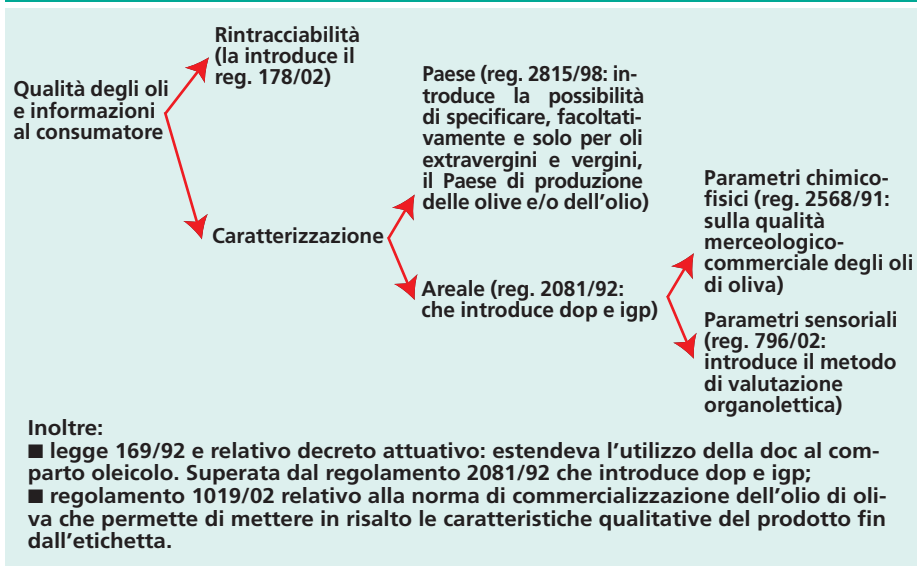 Rintracciabilità
(la introduce il
reg. 178/02)
Qualità degli oli
e informazioni
al consumatore
Caratterizzazione
Paese (reg. 2815/98: in-
troduce la possibilità
di specificare, facoltati-
vamente e solo per oli
extravergini e vergini,
il Paese di produzione
delle olive e/o dell'olio)
Areale (reg. 2081/92:
che introduce dop e igp)
Parametri chimico-
fisici (reg. 2568/91:
sulla qualità
merceologico-
commerciale degli oli
di oliva)
Parametri sensoriali
(reg. 796/02:
introduce il metodo
di valutazione
organolettica)
Inoltre:
■ legge 169/92 e relativo decreto attuativo: estendeva l'utilizzo della doc al com-
parto oleicolo. Superata dal regolamento 2081/92 che introduce dop e igp;
■ regolamento 1019/02 relativo alla norma di commercializzazione dell'olio di oli-
va che permette di mettere in risalto le caratteristiche qualitative del prodotto fin
dall'etichetta.